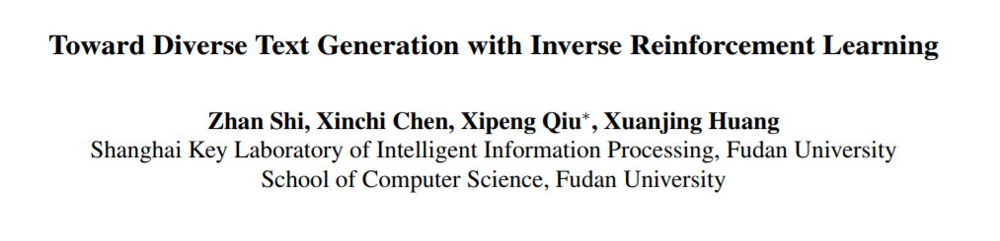 Toward Diverse Text Generation with Inverse Reinforcement Learning
Zhan Shi, Xinchi Chen, Xipeng Qiu*, Xuanjing Huang
Shanghai Key Laboratory of Intelligent Information Processing, Fudan University
School of Computer Science, Fudan University